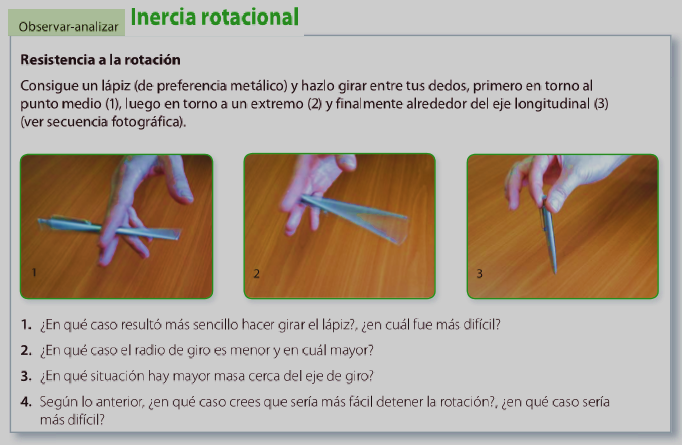 Observar-analizar Inercia rotacional
Resistencia a la rotación
Consigue un lápiz (de preferencia metálico) y hazlo girar entre tus dedos, primero en torno al
punto medio (1), luego en torno a un extremo (2) y finalmente alrededor del eje longitudinal (3)
(ver secuencia fotográfica).
1
2
3
1. ¿En qué caso resultó más sencillo hacer girar el lápiz?, ¿en cuál fue más difícil?
2. ¿En qué caso el radio de giro es menor y en cuál mayor?
3. ¿En qué situación hay mayor masa cerca del eje de giro?
4. Según lo anterior, ¿en qué caso crees que sería más fácil detener la rotación?, ¿en qué caso sería
más difícil?